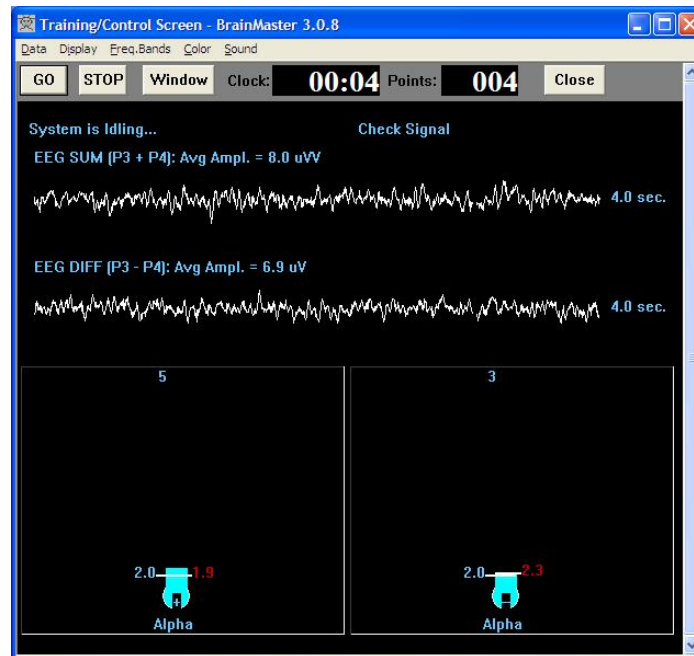 Training/Control Screen - BrainMaster 3.0.8
Data Display Freq.Bands Color Sound
GO STOP Window Clock: 00:04 Points: 004 Close
System is Idling... Check Signal
EEG SUM (P3 + P4): Avg Ampl. = 8.0 uVV
4.0 sec.
EEG DIFF (P3 - P4): Avg Ampl. = 6.9 uV
4.0 sec.
5 3
2.0 1.9 2.0 2.3
+ -
Alpha Alpha